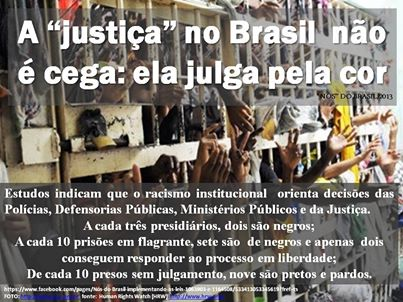 A “justiça” no Brasil não
é cega: ela julga pela cor
"NÓS" DO BRASIL/2013
Estudos indicam que o racismo institucional orienta decisões das
Polícias, Defensorias Públicas, Ministérios Públicos e da Justiça.
A cada três presidiários, dois são negros;
A cada 10 prisões em flagrante, sete são de negros e apenas dois
conseguem responder ao processo em liberdade;
De cada 10 presos sem julgamento, nove são pretos e pardos.
https://www.facebook.com/pages/Nós-do-Brasil-implementando-as-leis-
FOTO: fonte: Human Rights Watch [HRW]